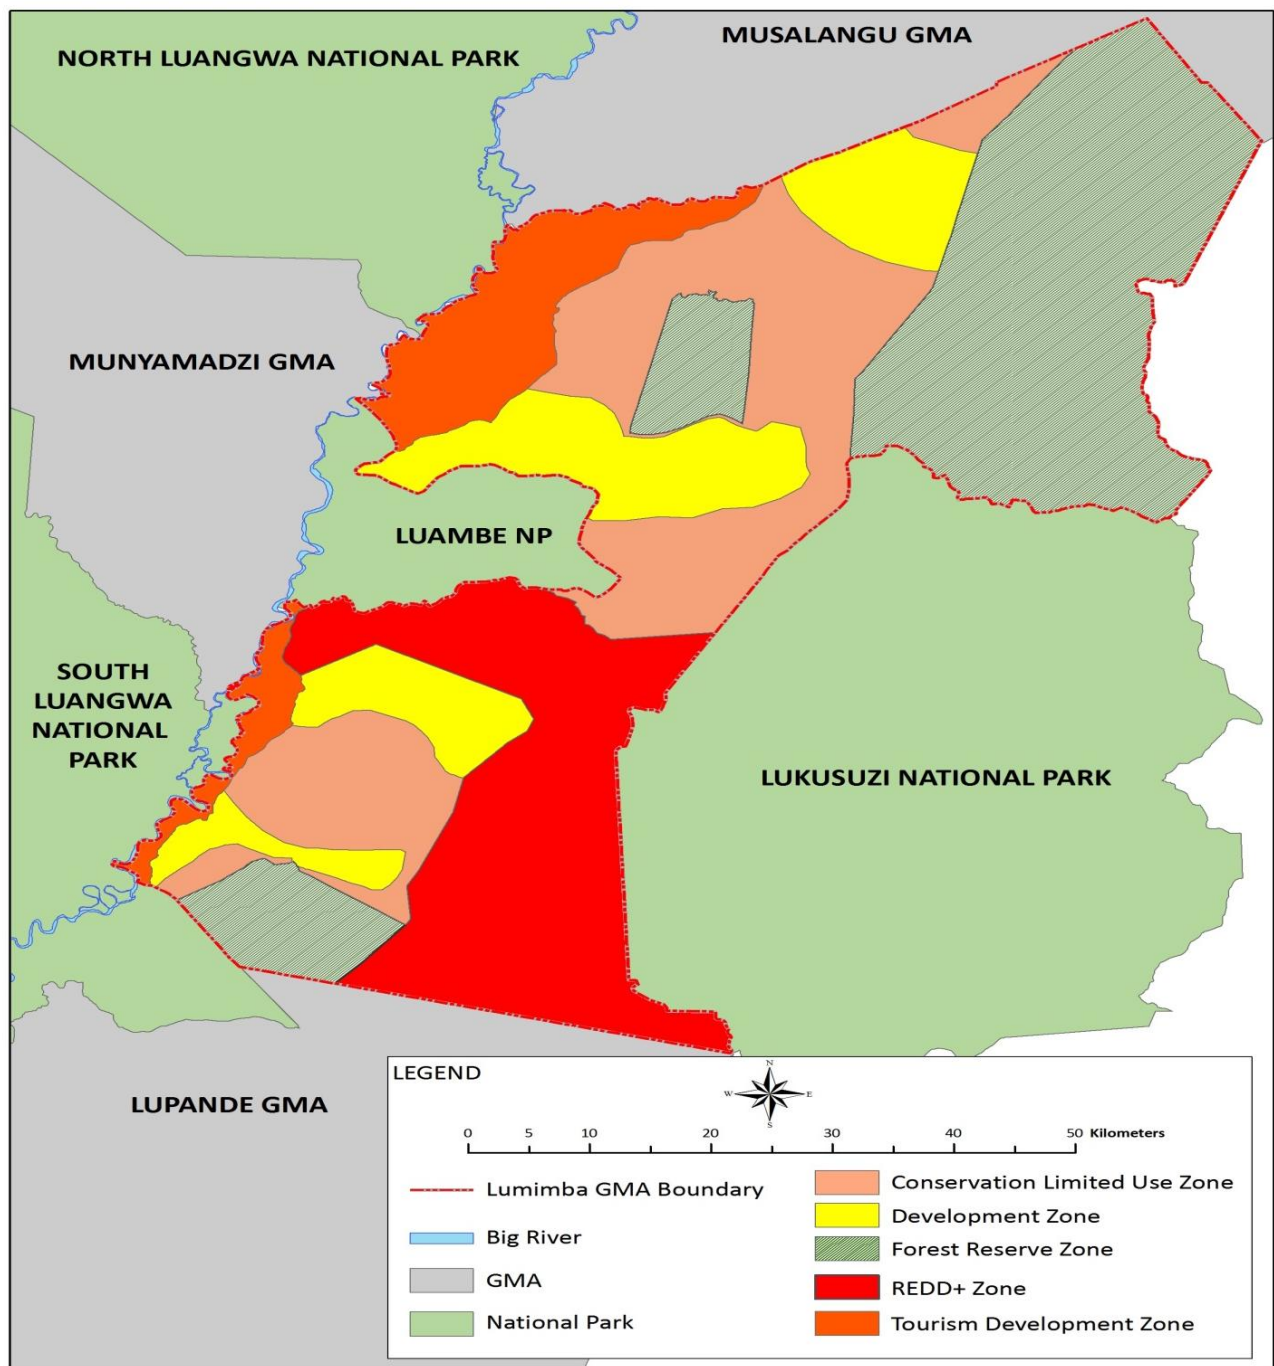 MUSALANGU GMA
NORTH LUANGWA NATIONAL PARK
MUNYAMADZI GMA
LUAMBE NP
SOUTH
LUANGWA
NATIONAL
PARK
LUKUSUZI NATIONAL PARK
LUPANDE GMA
LEGEND
N
W E
S
0 5 10 20 30 40 50 Kilometers
Lumimba GMA Boundary
Big River
GMA
National Park
Conservation Limited Use Zone
Development Zone
Forest Reserve Zone
REDD+ Zone
Tourism Development Zone